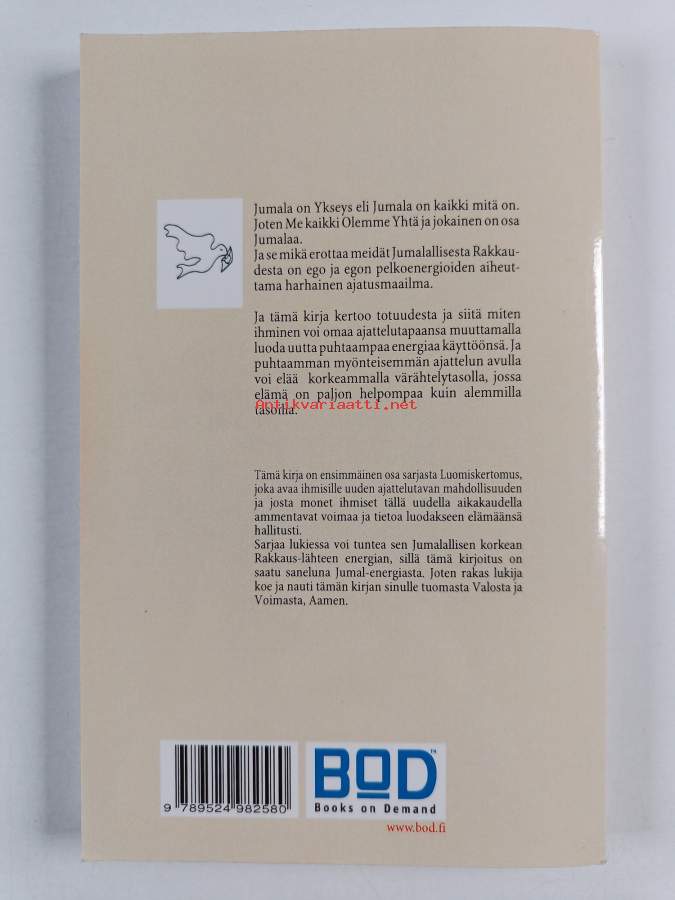 Jumala on Ykseys eli Jumala on kaikki mitä on.
Joten Me kaikki Olemme Yhtä ja jokainen on osa
Jumalaa.
Ja se mikä erottaa meidät Jumalallisesta Rakkau-
desta on ego ja egon pelkoenergioiden aiheut-
tama harhainen ajatusmaailma.
Ja tämä kirja kertoo totuudesta ja siitä miten
ihminen voi omaa ajattelutapaansa muuttamalla
luoda uutta puhtaampaa energiaa käyttöönsä. Ja
puhtaamman myönteisemmän ajattelun avulla
voi elää korkeammalla värähtelytasolla, jossa
elämä on paljon helpompaa kuin alemmilla
Antikvariaatti.net
tasoilla.
Tämä kirja on ensimmäinen osa sarjasta Luomiskertomus,
joka avaa ihmisille uuden ajattelutavan mahdollisuuden
ja josta monet ihmiset tällä uudella aikakaudella
ammentavat voimaa ja tietoa luodakseen elämäänsä
hallitusti.
Sarjaa lukiessa voi tuntea sen Jumalallisen korkean
Rakkaus-lähteen energian, sillä tämä kirjoitus on
saatu saneluna Jumal-energiasta. Joten rakas lukija
koe ja nauti tämän kirjan sinulle tuomasta Valosta ja
Voimasta, Aamen.
9 789524 982580
BOD™
Books on Demand
www.bod.fi